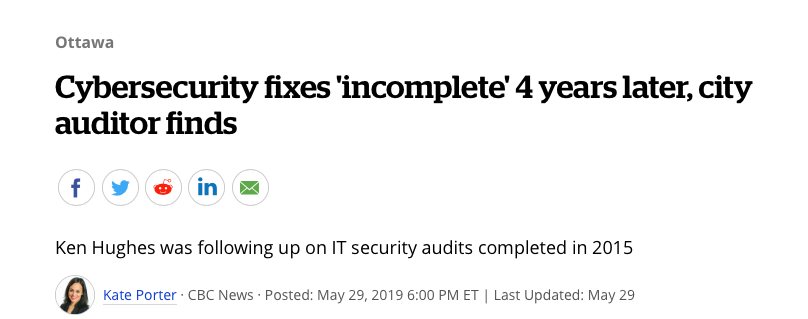 Ottawa
Cybersecurity fixes 'incomplete' 4 years later, city
auditor finds
f in
Ken Hughes was following up on IT security audits completed in 2015
Kate Porter · CBC News · Posted: May 29, 2019 6:00 PM ET | Last Updated: May 29